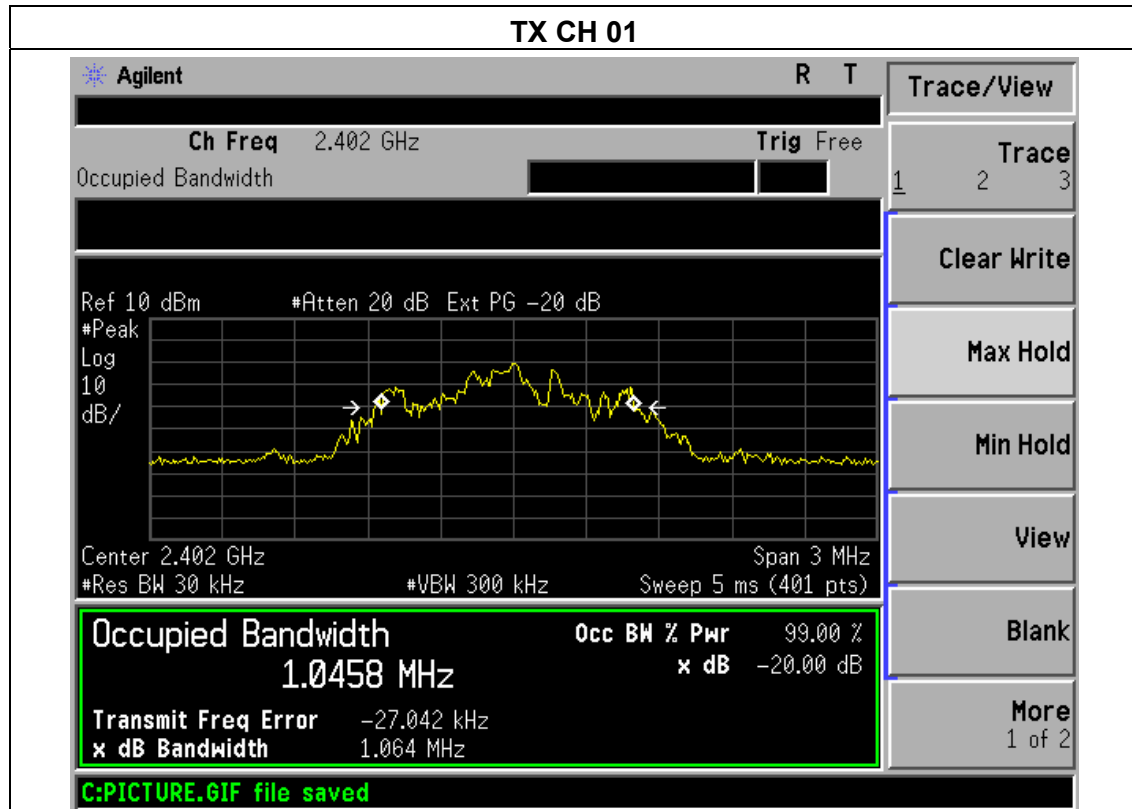 TX CH 01
Agilent R T
Ch Freq 2.402 GHz Trig Free
Occupied Bandwidth
Ref 10 dBm #Atten 20 dB Ext PG −20 dB
#Peak
Log
10
dB/
Center 2.402 GHz Span 3 MHz
#Res BW 30 kHz #VBW 300 kHz Sweep 5 ms (401 pts)
Occupied Bandwidth
1.0458 MHz
Occ BW % Pwr 99.00 %
x dB −20.00 dB
Transmit Freq Error −27.042 kHz
x dB Bandwidth 1.064 MHz
C:PICTURE.GIF file saved
Trace/View
Trace
1 2 3
Clear Write
Max Hold
Min Hold
View
Blank
More
1 of 2